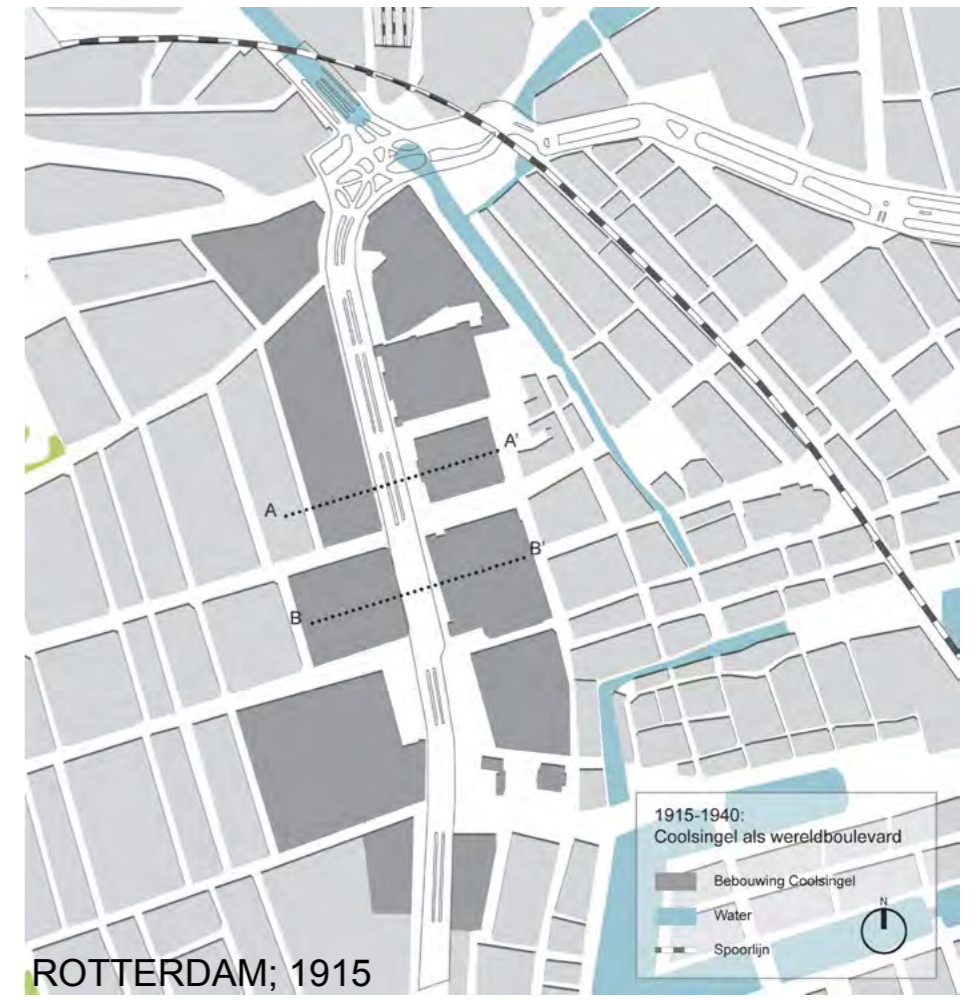 A
A'
B
B'
1915-1940:
Coolsingel als wereldboulevard
Bebouwing Coolsingel
Water
Spoorlijn
N
ROTTERDAM; 1915